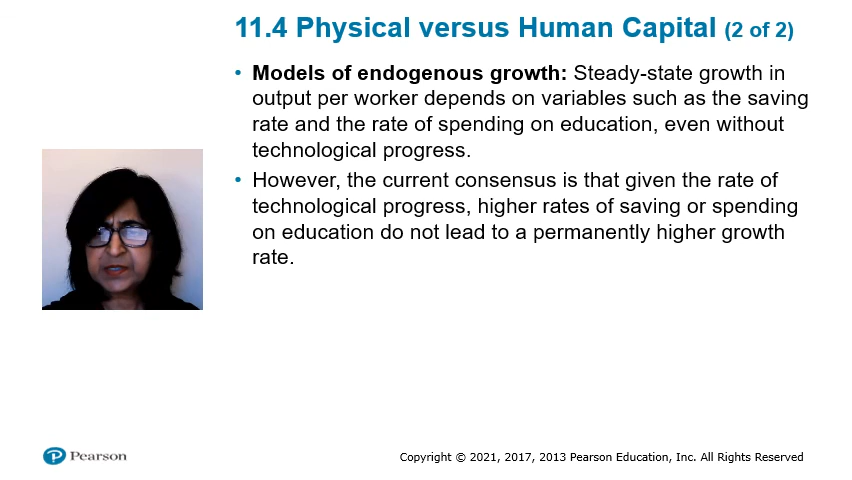 11.4 Physical versus Human Capital (2 of 2)
• Models of endogenous growth: Steady-state growth in
output per worker depends on variables such as the saving
rate and the rate of spending on education, even without
technological progress.
• However, the current consensus is that given the rate of
technological progress, higher rates of saving or spending
on education do not lead to a permanently higher growth
rate.
P Pearson
Copyright © 2021, 2017, 2013 Pearson Education, Inc. All Rights Reserved